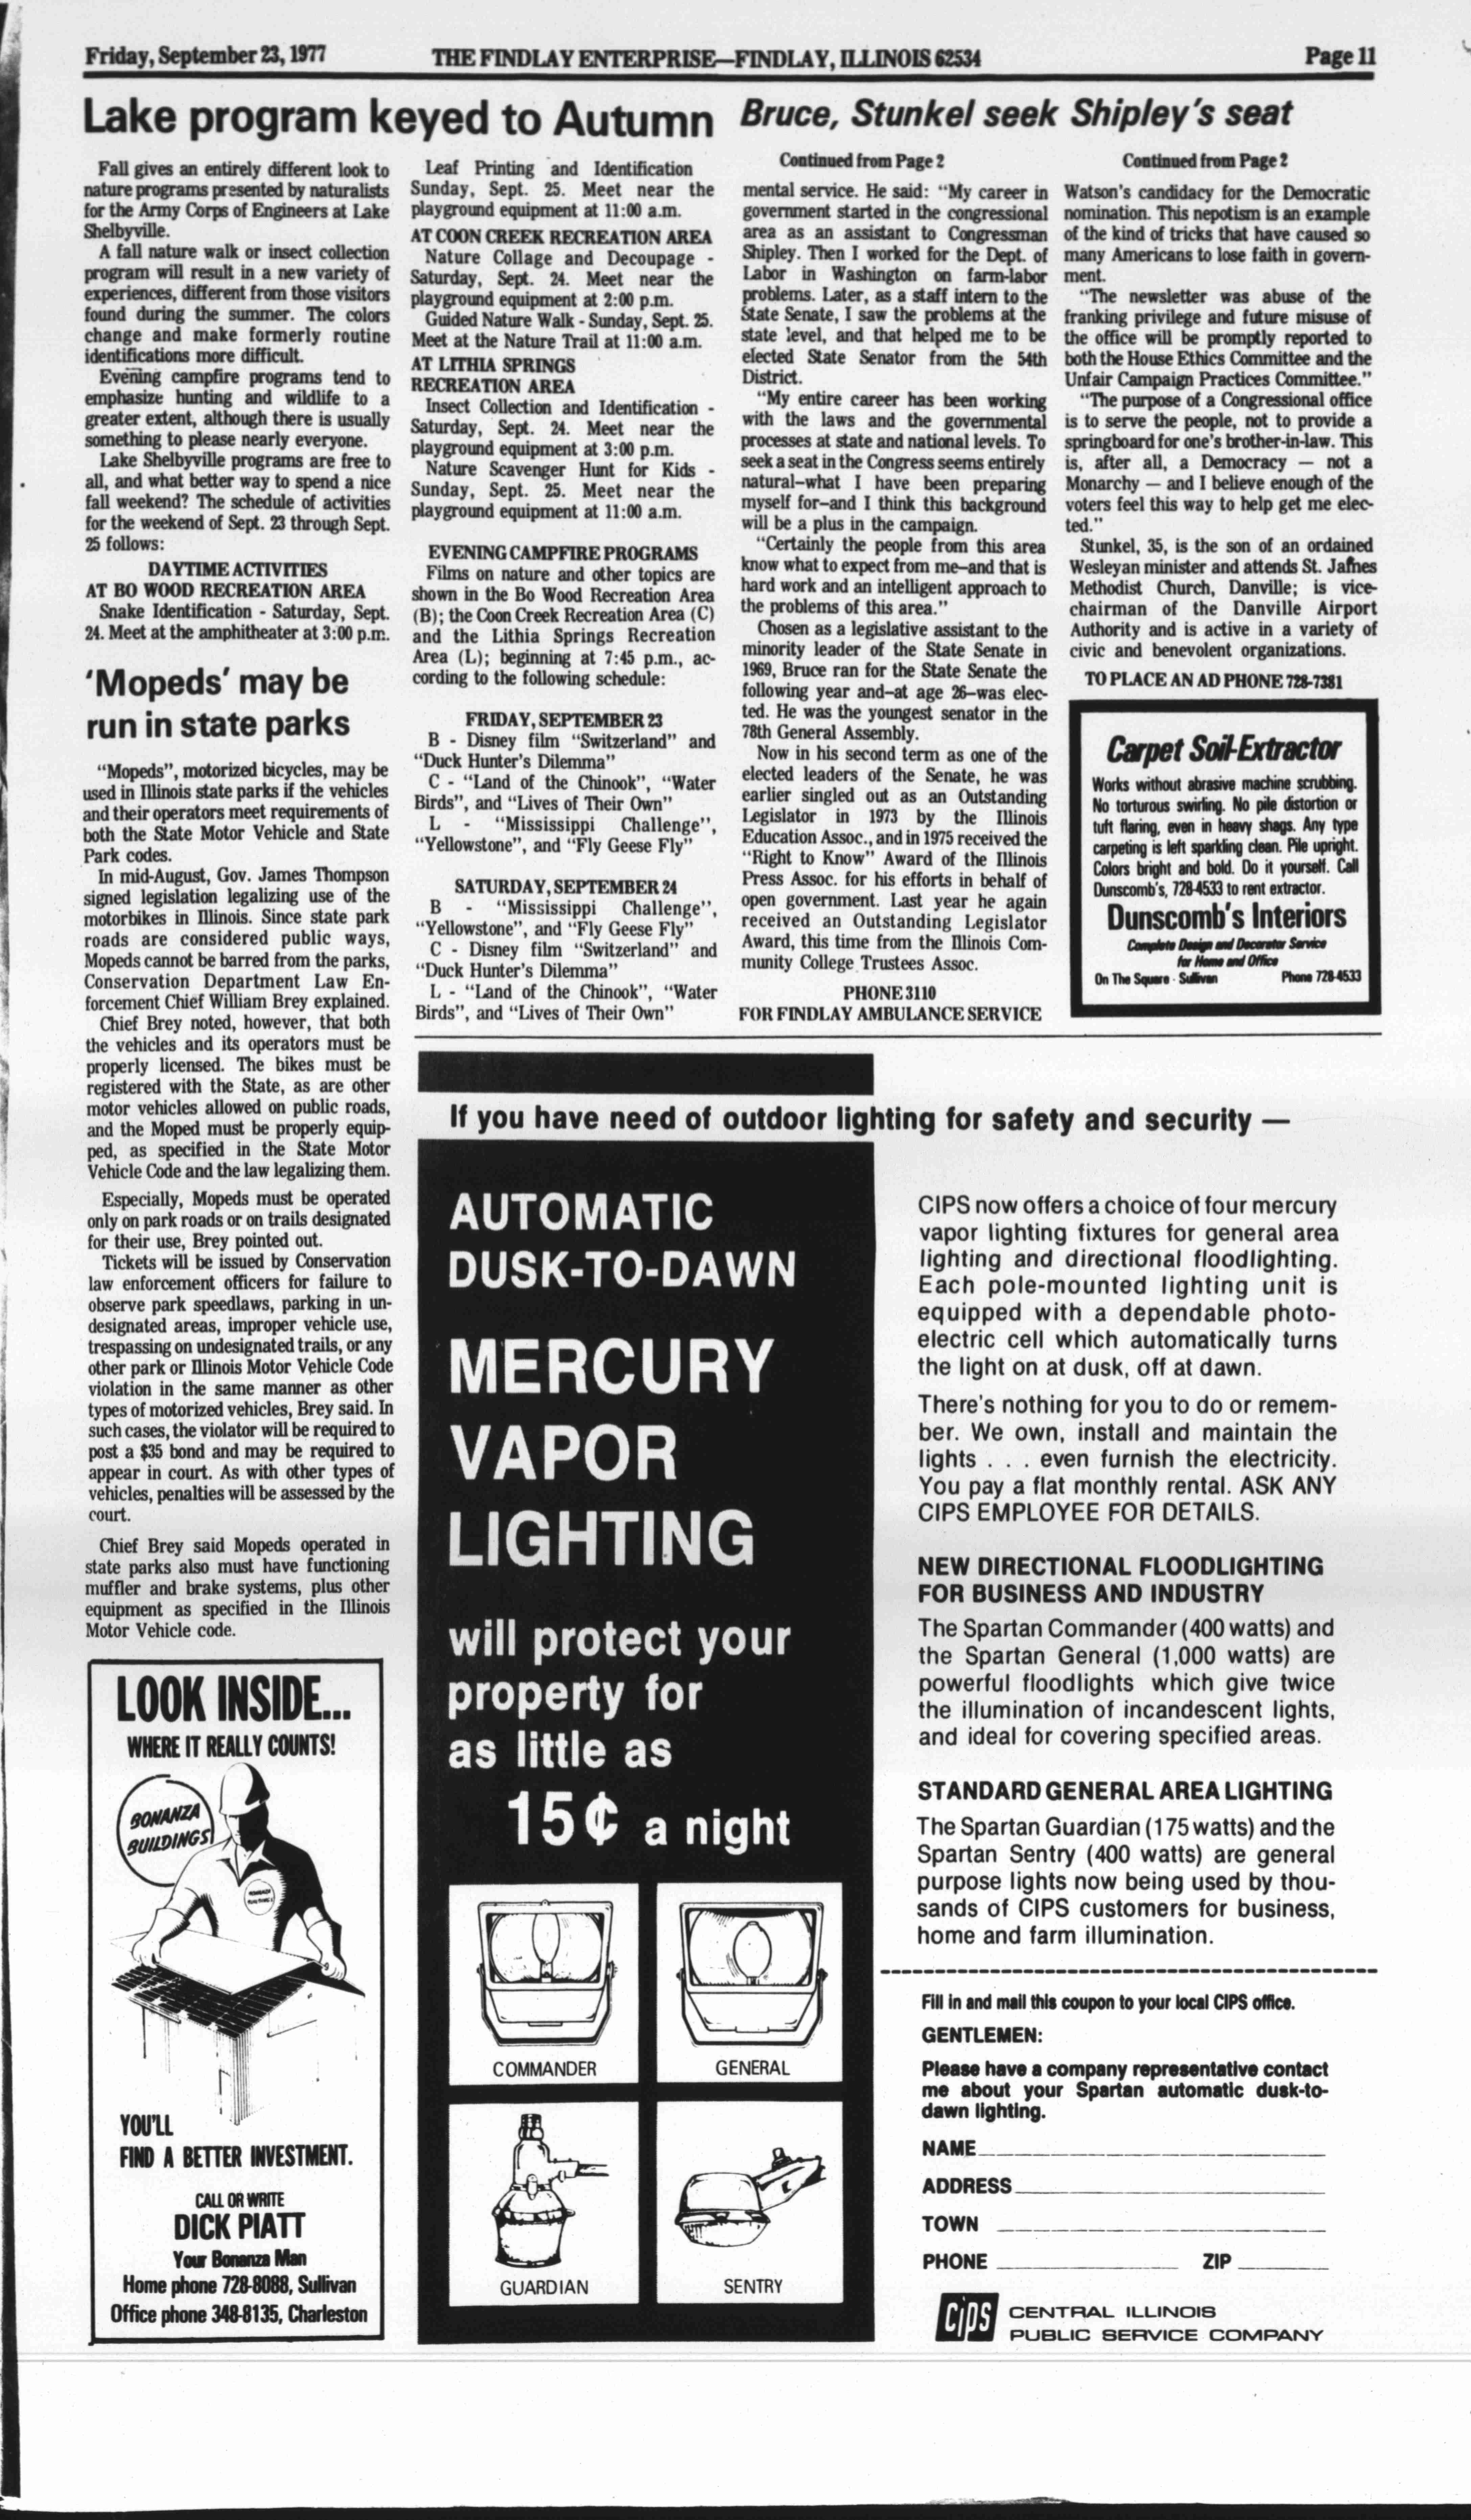 Friday, September 23, 1977
THE FINDLAY ENTERPRISE—FINDLAY, ILLINOIS 62534
Page 11
Lake program keyed to Autumn
Fall gives an entirely different look to
nature programs presented by naturalists
for the Army Corps of Engineers at Lake
Shelbyville.
A fall nature walk or insect collection
program will result in a new variety of
experiences, different from those visitors
found during the summer. The colors
change and make formerly routine
identifications more difficult.
Evening campfire programs tend to
emphasize hunting and wildlife to a
greater extent, although there is usually
something to please nearly everyone.
Lake Shelbyville programs are free to
all, and what better way to spend a nice
fall weekend? The schedule of activities
for the weekend of Sept. 23 through Sept.
25 follows:
DAYTIME ACTIVITIES
AT BO WOOD RECREATION AREA
Snake Identification - Saturday, Sept.
24. Meet at the amphitheater at 3:00 p.m.
Leaf Printing and Identification
Sunday, Sept. 25. Meet near the
playground equipment at 11:00 a.m.
AT COON CREEK RECREATION AREA
Nature Collage and Decoupage -
Saturday, Sept. 24. Meet near the
playground equipment at 2:00 p.m.
Guided Nature Walk - Sunday, Sept. 25.
Meet at the Nature Trail at 11:00 a.m.
AT LITHIA SPRINGS
RECREATION AREA
Insect Collection and Identification -
Saturday, Sept. 24. Meet near the
playground equipment at 3:00 p.m.
Nature Scavenger Hunt for Kids -
Sunday, Sept. 25. Meet near the
playground equipment at 11:00 a.m.
EVENING CAMPFIRE PROGRAMS
Films on nature and other topics are
shown in the Bo Wood Recreation Area
(B); the Coon Creek Recreation Area (C)
and the Lithia Springs Recreation
Area (L); beginning at 7:45 p.m., ac-
cording to the following schedule:
FRIDAY, SEPTEMBER 23
B - Disney film "Switzerland" and
"Duck Hunter's Dilemma"
C - "Land of the Chinook", "Water
Birds", and "Lives of Their Own"
L - "Mississippi Challenge",
"Yellowstone", and "Fly Geese Fly"
SATURDAY, SEPTEMBER 24
B - "Mississippi Challenge",
"Yellowstone", and "Fly Geese Fly"
C - Disney film "Switzerland" and
"Duck Hunter's Dilemma"
L - "Land of the Chinook", "Water
Birds", and "Lives of Their Own"
'Mopeds' may be
run in state parks
"Mopeds", motorized bicycles, may be
used in Illinois state parks if the vehicles
and their operators meet requirements of
both the State Motor Vehicle and State
Park codes.
In mid-August, Gov. James Thompson
signed legislation legalizing use of the
motorbikes in Illinois. Since state park
roads are considered public ways,
Mopeds cannot be barred from the parks,
Conservation Department Law En-
forcement Chief William Brey explained.
Chief Brey noted, however, that both
the vehicles and its operators must be
properly licensed. The bikes must be
registered with the State, as are other
motor vehicles allowed on public roads,
and the Moped must be properly equip-
ped, as specified in the State Motor
Vehicle Code and the law legalizing them.
Especially, Mopeds must be operated
only on park roads or on trails designated
for their use, Brey pointed out.
Tickets will be issued by Conservation
law enforcement officers for failure to
observe park speedlaws, parking in un-
designated areas, improper vehicle use,
trespassing on undesignated trails, or any
other park or Illinois Motor Vehicle Code
violation in the same manner as other
types of motorized vehicles, Brey said. In
such cases, the violator will be required to
post a $35 bond and may be required to
appear in court. As with other types of
vehicles, penalties will be assessed by the
court.
Chief Brey said Mopeds operated in
state parks also must have functioning
muffler and brake systems, plus other
equipment as specified in the Illinois
Motor Vehicle code.
Bruce, Stunkel seek Shipley's seat
Continued from Page 2
mental service. He said: "My career in
government started in the congressional
area as an assistant to Congressman
Shipley. Then I worked for the Dept. of
Labor in Washington on farm-labor
problems. Later, as a staff intern to the
State Senate, I saw the problems at the
state level, and that helped me to be
elected State Senator from the 54th
District.
"My entire career has been working
with the laws and the governmental
processes at state and national levels. To
seek a seat in the Congress seems entirely
natural–what I have been preparing
myself for–and I think this background
will be a plus in the campaign.
"Certainly the people from this area
know what to expect from me–and that is
hard work and an intelligent approach to
the problems of this area."
Chosen as a legislative assistant to the
minority leader of the State Senate in
1969, Bruce ran for the State Senate the
following year and–at age 26–was elec-
ted. He was the youngest senator in the
78th General Assembly.
Now in his second term as one of the
elected leaders of the Senate, he was
earlier singled out as an Outstanding
Legislator in 1973 by the Illinois
Education Assoc., and in 1975 received the
"Right to Know" Award of the Illinois
Press Assoc. for his efforts in behalf of
open government. Last year he again
received an Outstanding Legislator
Award, this time from the Illinois Com-
munity College Trustees Assoc.
PHONE 3110
FOR FINDLAY AMBULANCE SERVICE
Continued from Page 2
Watson's candidacy for the Democratic
nomination. This nepotism is an example
of the kind of tricks that have caused so
many Americans to lose faith in govern-
ment.
"The newsletter was abuse of the
franking privilege and future misuse of
the office will be promptly reported to
both the House Ethics Committee and the
Unfair Campaign Practices Committee."
"The purpose of a Congressional office
is to serve the people, not to provide a
springboard for one's brother-in-law. This
is, after all, a Democracy — not a
Monarchy — and I believe enough of the
voters feel this way to help get me elec-
ted."
Stunkel, 35, is the son of an ordained
Wesleyan minister and attends St. James
Methodist Church, Danville; is vice-
chairman of the Danville Airport
Authority and is active in a variety of
civic and benevolent organizations.
TO PLACE AN AD PHONE 728-7381
Carpet Soil-Extractor
Works without abrasive machine scrubbing.
No torturous swirling. No pile distortion or
tuft flaring, even in heavy shags. Any type
carpeting is left sparkling clean. Pile upright.
Colors bright and bold. Do it yourself. Call
Dunscomb's, 728-4533 to rent extractor.
Dunscomb's Interiors
Complete Design and Decorator Service
for Home and Office
On The Square - Sullivan Phone 728-4533
LOOK INSIDE...
WHERE IT REALLY COUNTS!
BONANZA
BUILDINGS!
YOU'LL
FIND A BETTER INVESTMENT.
CALL OR WRITE
DICK PIATT
Your Bonanza Man
Home phone 728-8088, Sullivan
Office phone 348-8135, Charleston
If you have need of outdoor lighting for safety and security —
AUTOMATIC
DUSK-TO-DAWN
MERCURY
VAPOR
LIGHTING
will protect your
property for
as little as
15¢ a night
COMMANDER
GENERAL
GUARDIAN
SENTRY
CIPS now offers a choice of four mercury
vapor lighting fixtures for general area
lighting and directional floodlighting.
Each pole-mounted lighting unit is
equipped with a dependable photo-
electric cell which automatically turns
the light on at dusk, off at dawn.
There's nothing for you to do or remem-
ber. We own, install and maintain the
lights . . . even furnish the electricity.
You pay a flat monthly rental. ASK ANY
CIPS EMPLOYEE FOR DETAILS.
NEW DIRECTIONAL FLOODLIGHTING
FOR BUSINESS AND INDUSTRY
The Spartan Commander (400 watts) and
the Spartan General (1,000 watts) are
powerful floodlights which give twice
the illumination of incandescent lights,
and ideal for covering specified areas.
STANDARD GENERAL AREA LIGHTING
The Spartan Guardian (175 watts) and the
Spartan Sentry (400 watts) are general
purpose lights now being used by thou-
sands of CIPS customers for business,
home and farm illumination.
Fill in and mail this coupon to your local CIPS office.
GENTLEMEN:
Please have a company representative contact
me about your Spartan automatic dusk-to-
dawn lighting.
NAME
ADDRESS
TOWN
PHONE ZIP
CIPS
CENTRAL ILLINOIS
PUBLIC SERVICE COMPANY